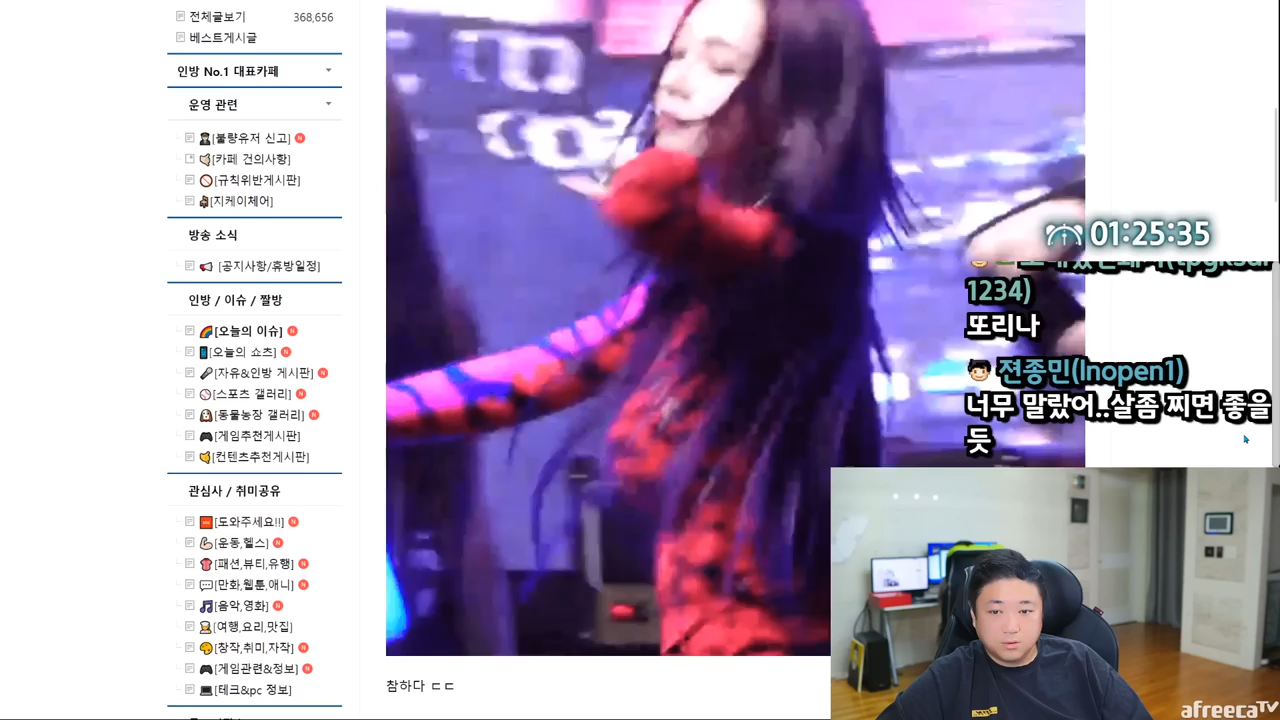 전체글보기 368,656
베스트게시글
인방 No.1 대표카페
운영 관련
[불량유저 신고] N
[카페 건의사항]
[규칙위반게시판]
[지케이체어]
방송 소식
[공지사항/휴방일정]
인방 / 이슈 / 짤방
[오늘의 이슈] N
[오늘의 쇼츠] N
[자유&인방 게시판] N
[스포츠 갤러리] N
[동물농장 갤러리] N
[게임추천게시판]
[컨텐츠추천게시판]
관심사 / 취미공유
[도와주세요!!] N
[운동,헬스] N
[패션,뷰티,유행] N
[만화,웹툰,애니] N
[음악,영화] N
[여행,요리,맛집]
[창작,취미,자작] N
[게임관련&정보] N
[테크&pc 정보]
참하다 ㄷㄷ
01:25:35
1234)
또리나
젼종민(lnopen1)
너무 말랐어..살좀 찌면 좋을
듯
afreecaTV